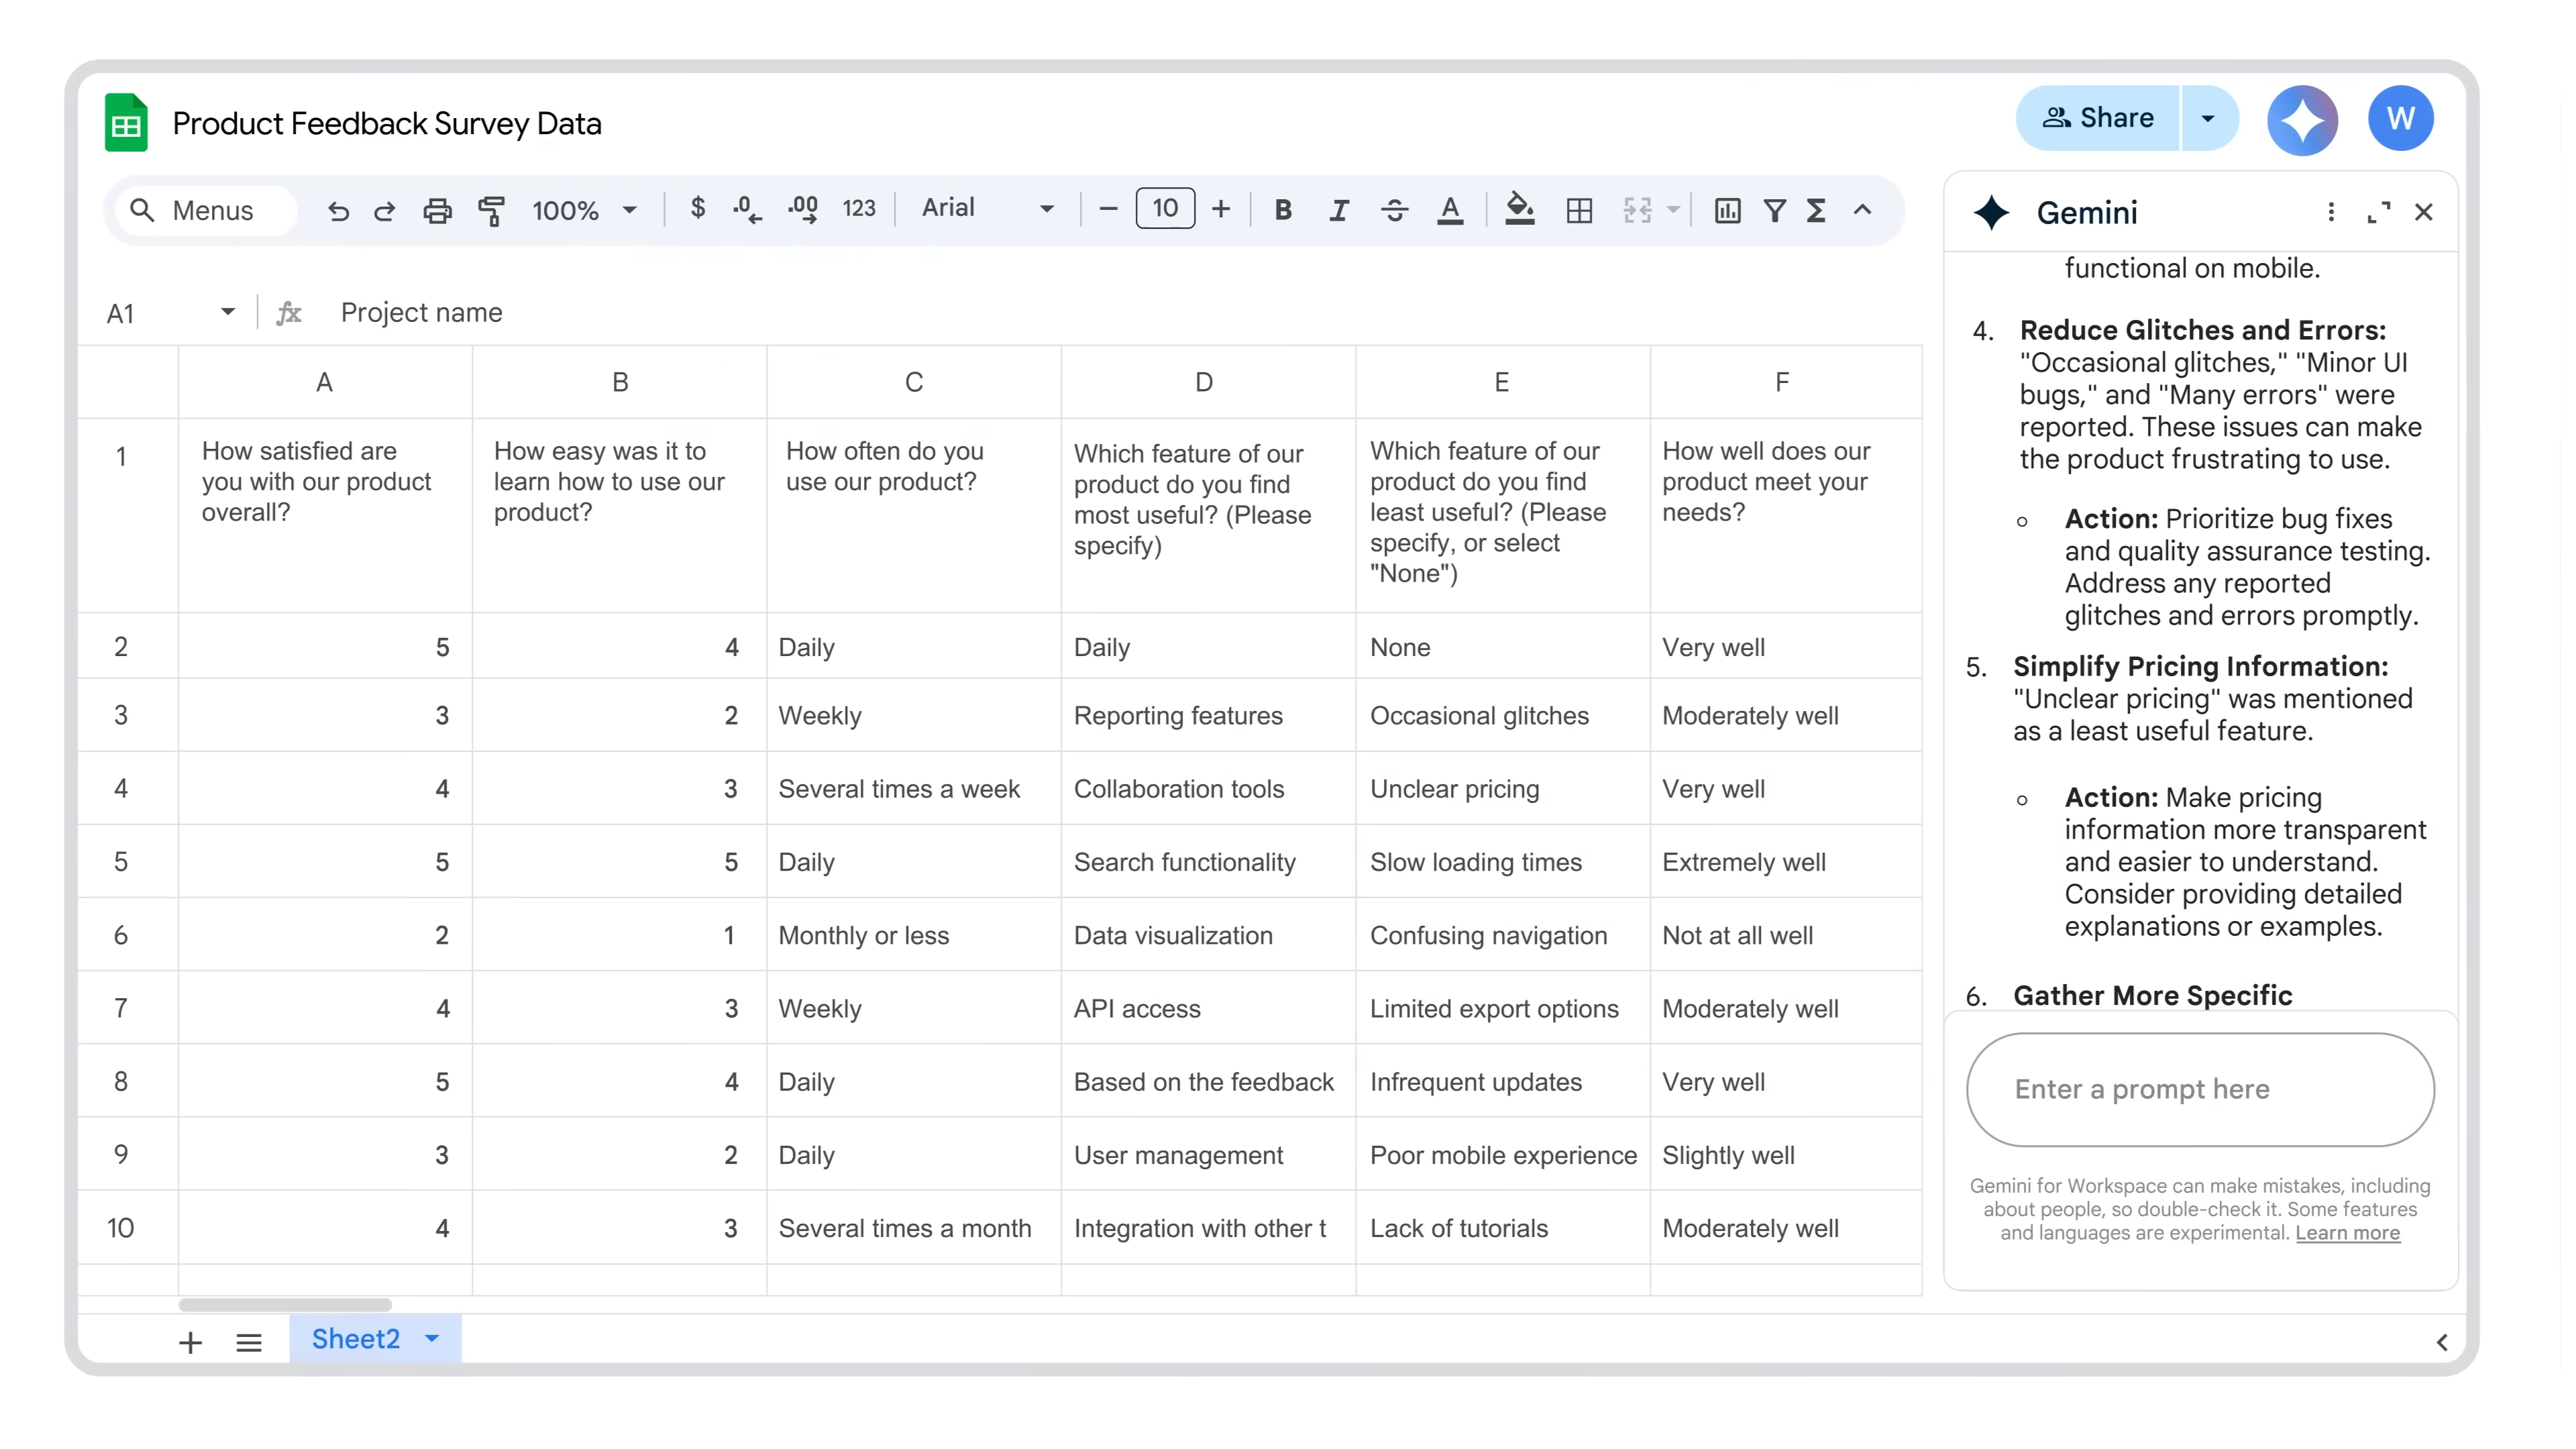 Product Feedback Survey Data
Share
W
Menus
100%
$
.0
.00
123
Arial
10
B
I
S
A
Σ
A1
fx
Project name
A
B
C
D
E
F
1
How satisfied are
you with our product
overall?
How easy was it to
learn how to use our
product?
How often do you
use our product?
Which feature of our
product do you find
most useful? (Please
specify)
Which feature of our
product do you find
least useful? (Please
specify, or select
"None")
How well does our
product meet your
needs?
2
5
4
Daily
Daily
None
Very well
3
3
2
Weekly
Reporting features
Occasional glitches
Moderately well
4
4
3
Several times a week
Collaboration tools
Unclear pricing
Very well
5
5
5
Daily
Search functionality
Slow loading times
Extremely well
6
2
1
Monthly or less
Data visualization
Confusing navigation
Not at all well
7
4
3
Weekly
API access
Limited export options
Moderately well
8
5
4
Daily
Based on the feedback
Infrequent updates
Very well
9
3
2
Daily
User management
Poor mobile experience
Slightly well
10
4
3
Several times a month
Integration with other t
Lack of tutorials
Moderately well
Sheet2
Gemini
functional on mobile.
4. Reduce Glitches and Errors:
"Occasional glitches," "Minor UI
bugs," and "Many errors" were
reported. These issues can make
the product frustrating to use.
Action: Prioritize bug fixes
and quality assurance testing.
Address any reported
glitches and errors promptly.
5. Simplify Pricing Information:
"Unclear pricing" was mentioned
as a least useful feature.
Action: Make pricing
information more transparent
and easier to understand.
Consider providing detailed
explanations or examples.
6. Gather More Specific
Enter a prompt here
Gemini for Workspace can make mistakes, including
about people, so double-check it. Some features
and languages are experimental. Learn more